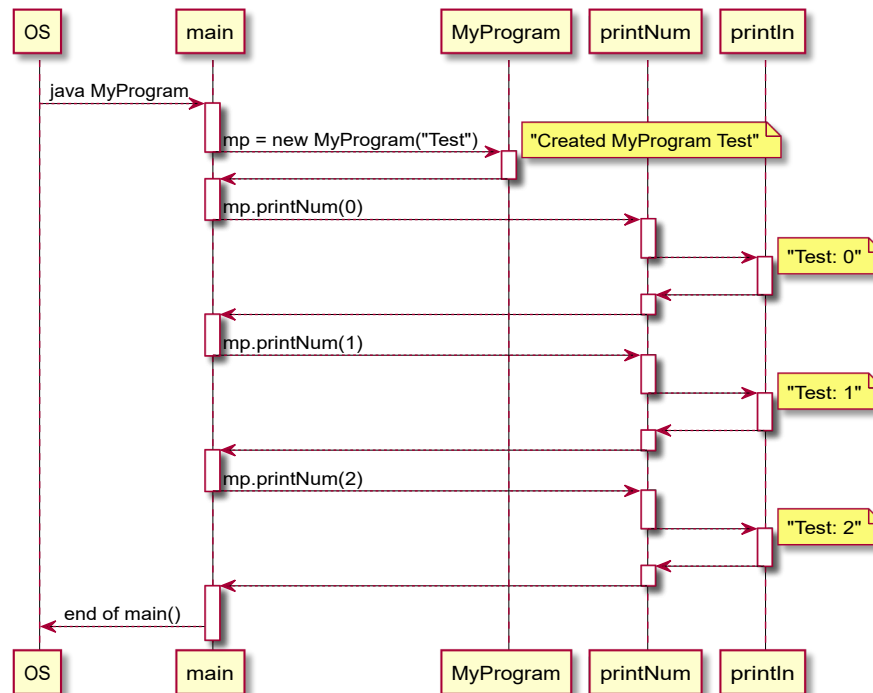 OS
main
MyProgram
printNum
println
java MyProgram
mp = new MyProgram("Test")
"Created MyProgram Test"
mp.printNum(0)
"Test: 0"
mp.printNum(1)
"Test: 1"
mp.printNum(2)
"Test: 2"
end of main()
OS
main
MyProgram
printNum
println